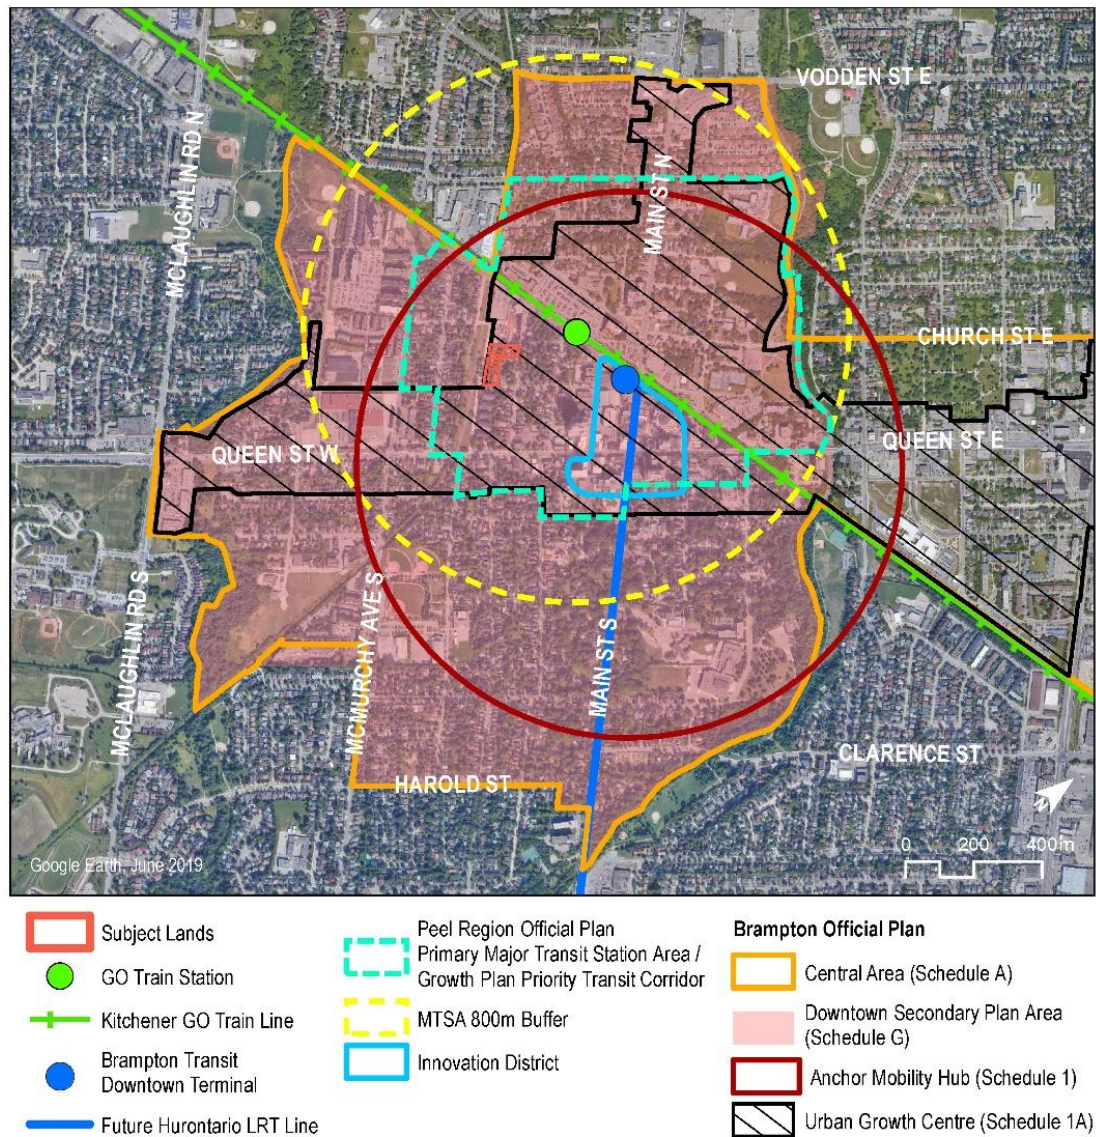 VODDEN ST E
MCLAUGHLIN RD N
MAIN ST N
CHURCH ST E
QUEEN ST W
QUEEN ST E
MCLAUGHLIN RD S
MCMURCHY AVE S
MAIN ST S
CLARENCE ST
HAROLD ST
N
0 200 400m
Google Earth, June 2019
Subject Lands
GO Train Station
Kitchener GO Train Line
Brampton Transit
Downtown Terminal
Future Hurontario LRT Line
Peel Region Official Plan
Primary Major Transit Station Area /
Growth Plan Priority Transit Corridor
MTSA 800m Buffer
Innovation District
Brampton Official Plan
Central Area (Schedule A)
Downtown Secondary Plan Area
(Schedule G)
Anchor Mobility Hub (Schedule 1)
Urban Growth Centre (Schedule 1A)